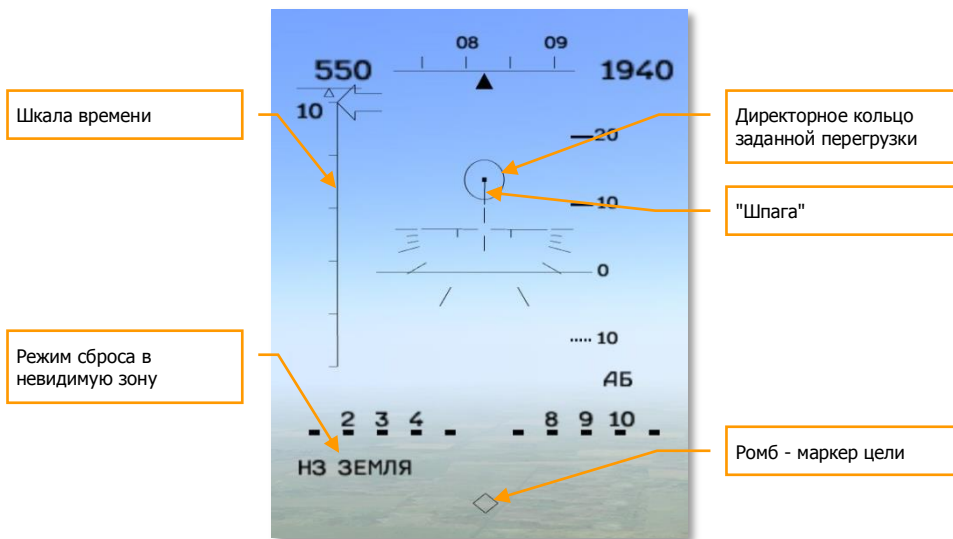 08 09
550
1940
10
Шкала времени
Директорное кольцо
заданной перегрузки
20
"Шпага"
10
0
10
Режим сброса в
невидимую зону
АБ
2 3 4 8 9 10
НЗ ЗЕМЛЯ
Ромб - маркер цели